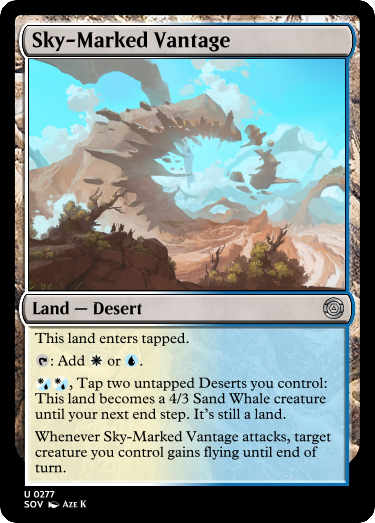 Sky-Marked Vantage
Land — Desert
This land enters tapped.
: Add or .
, Tap two untapped Deserts you control:
This land becomes a 4/3 Sand Whale creature
until your next end step. It's still a land.
Whenever Sky-Marked Vantage attacks, target
creature you control gains flying until end of
turn.
U 0277
SOV Aze K